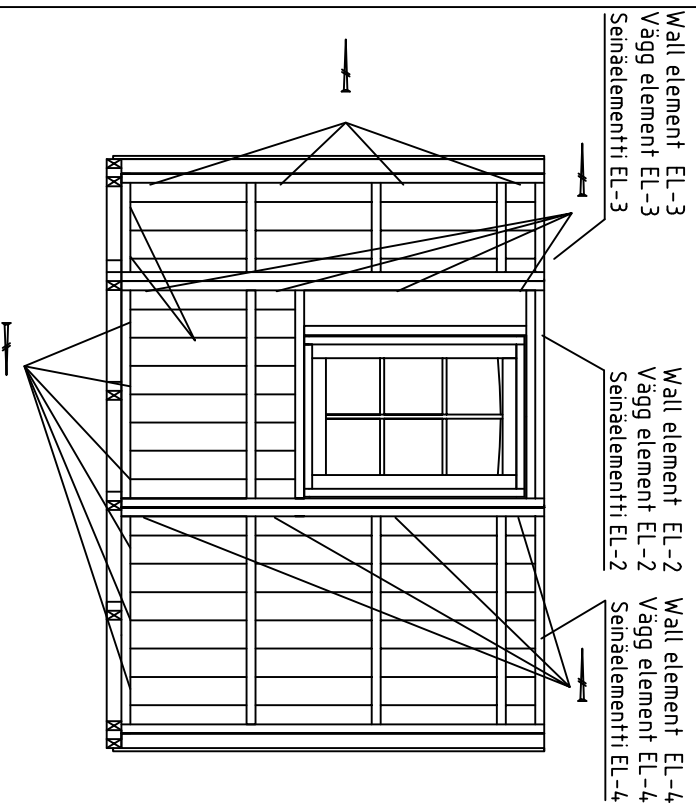 Wall element EL-3
Vägg element EL-3
Seinäelementti EL-3
Wall element EL-2
Vägg element EL-2
Seinäelementti EL-2
Wall element EL-4
Vägg element EL-4
Seinäelementti EL-4